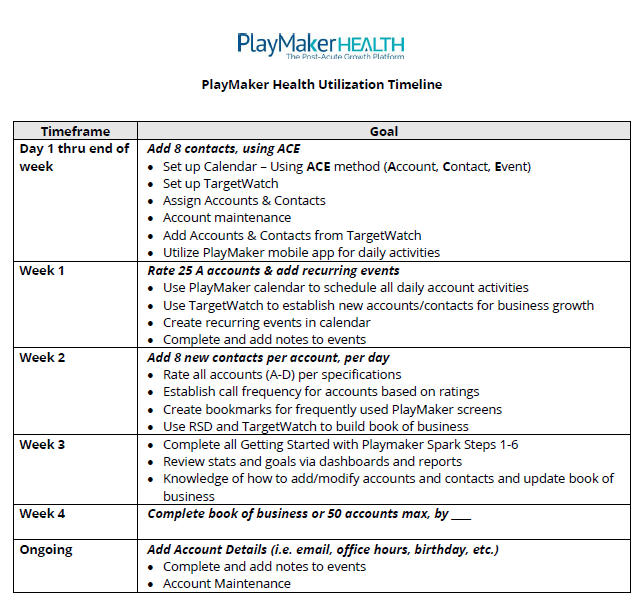 PlayMakerHEALTH
The Post-Acute Growth Platform
PlayMaker Health Utilization Timeline
Timeframe
Goal
Day 1 thru end of
week
Add 8 contacts, using ACE
• Set up Calendar – Using ACE method (Account, Contact, Event)
• Set up TargetWatch
• Assign Accounts & Contacts
• Account maintenance
• Add Accounts & Contacts from TargetWatch
• Utilize PlayMaker mobile app for daily activities
Week 1
Rate 25 A accounts & add recurring events
• Use PlayMaker calendar to schedule all daily account activities
• Use TargetWatch to establish new accounts/contacts for business growth
• Create recurring events in calendar
• Complete and add notes to events
Week 2
Add 8 new contacts per account, per day
• Rate all accounts (A-D) per specifications
• Establish call frequency for accounts based on ratings
• Create bookmarks for frequently used PlayMaker screens
• Use RSD and TargetWatch to build book of business
Week 3
• Complete all Getting Started with Playmaker Spark Steps 1-6
• Review stats and goals via dashboards and reports
• Knowledge of how to add/modify accounts and contacts and update book of
business
Week 4
Complete book of business or 50 accounts max, by ____
Ongoing
Add Account Details (i.e. email, office hours, birthday, etc.)
• Complete and add notes to events
• Account Maintenance